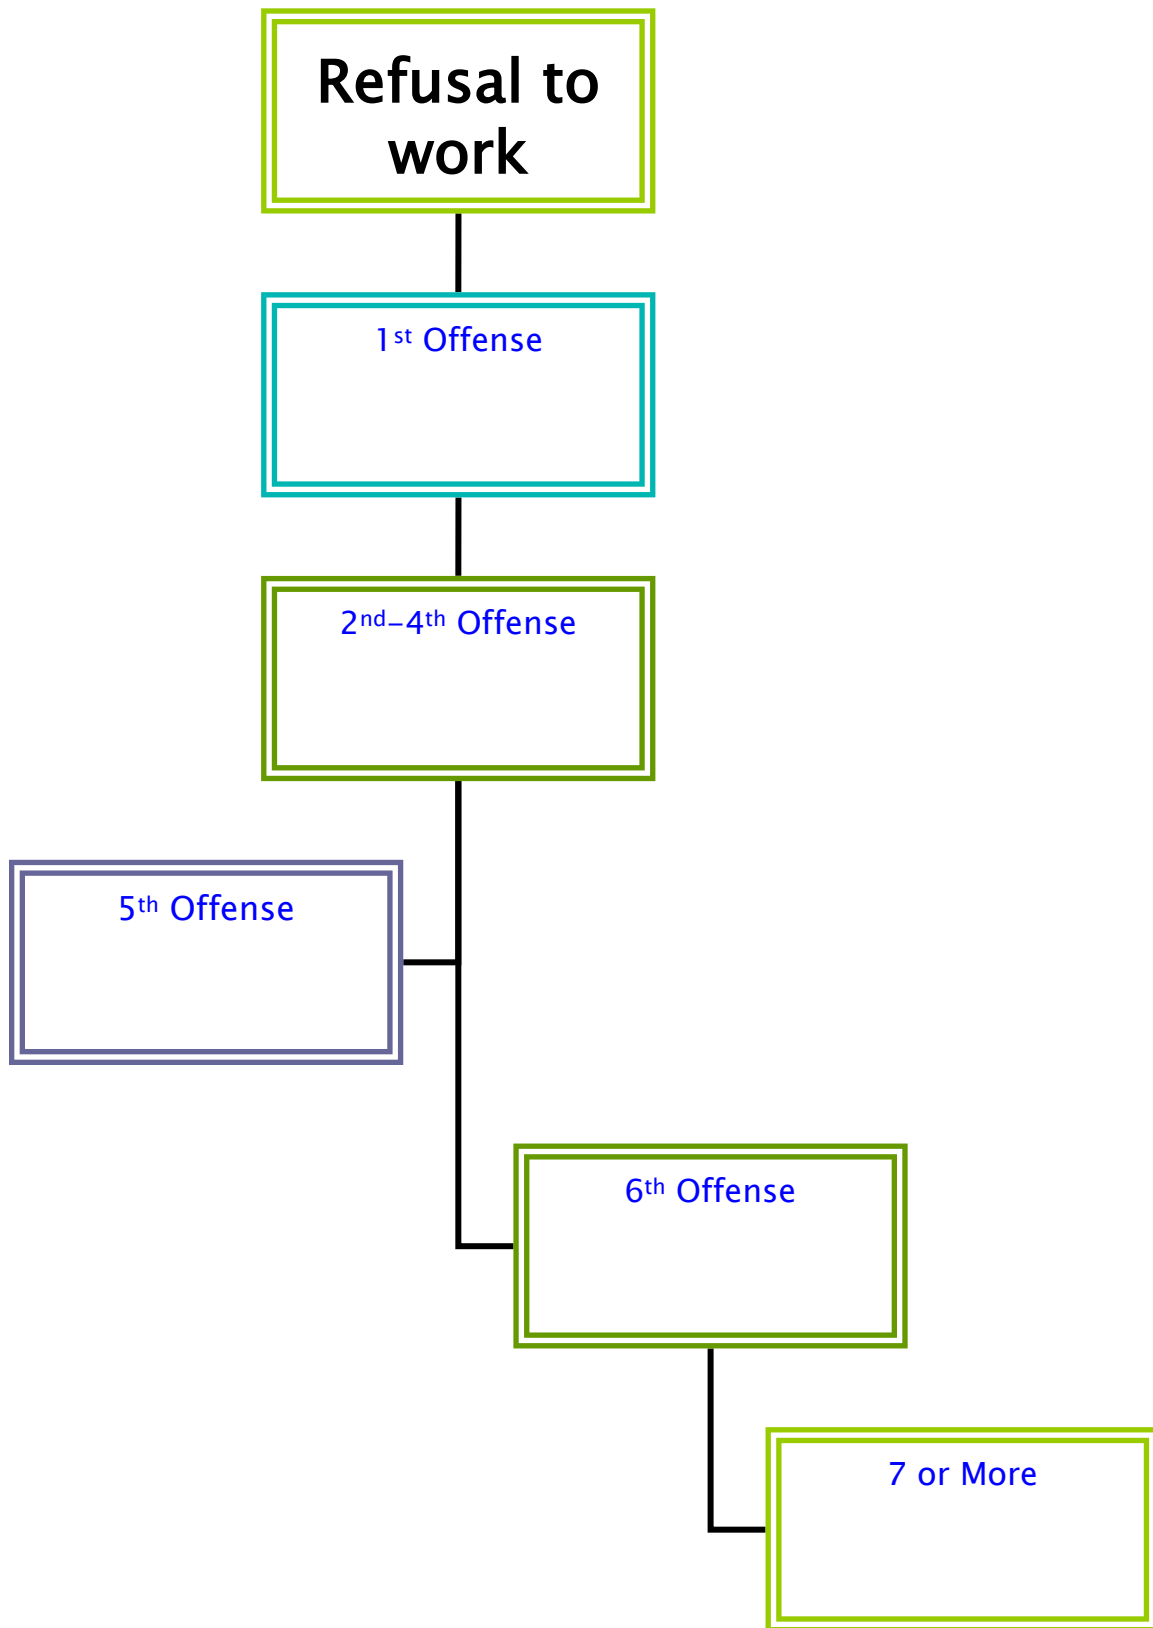 Refusal to
work
1st Offense
2nd–4th Offense
5th Offense
6th Offense
7 or More